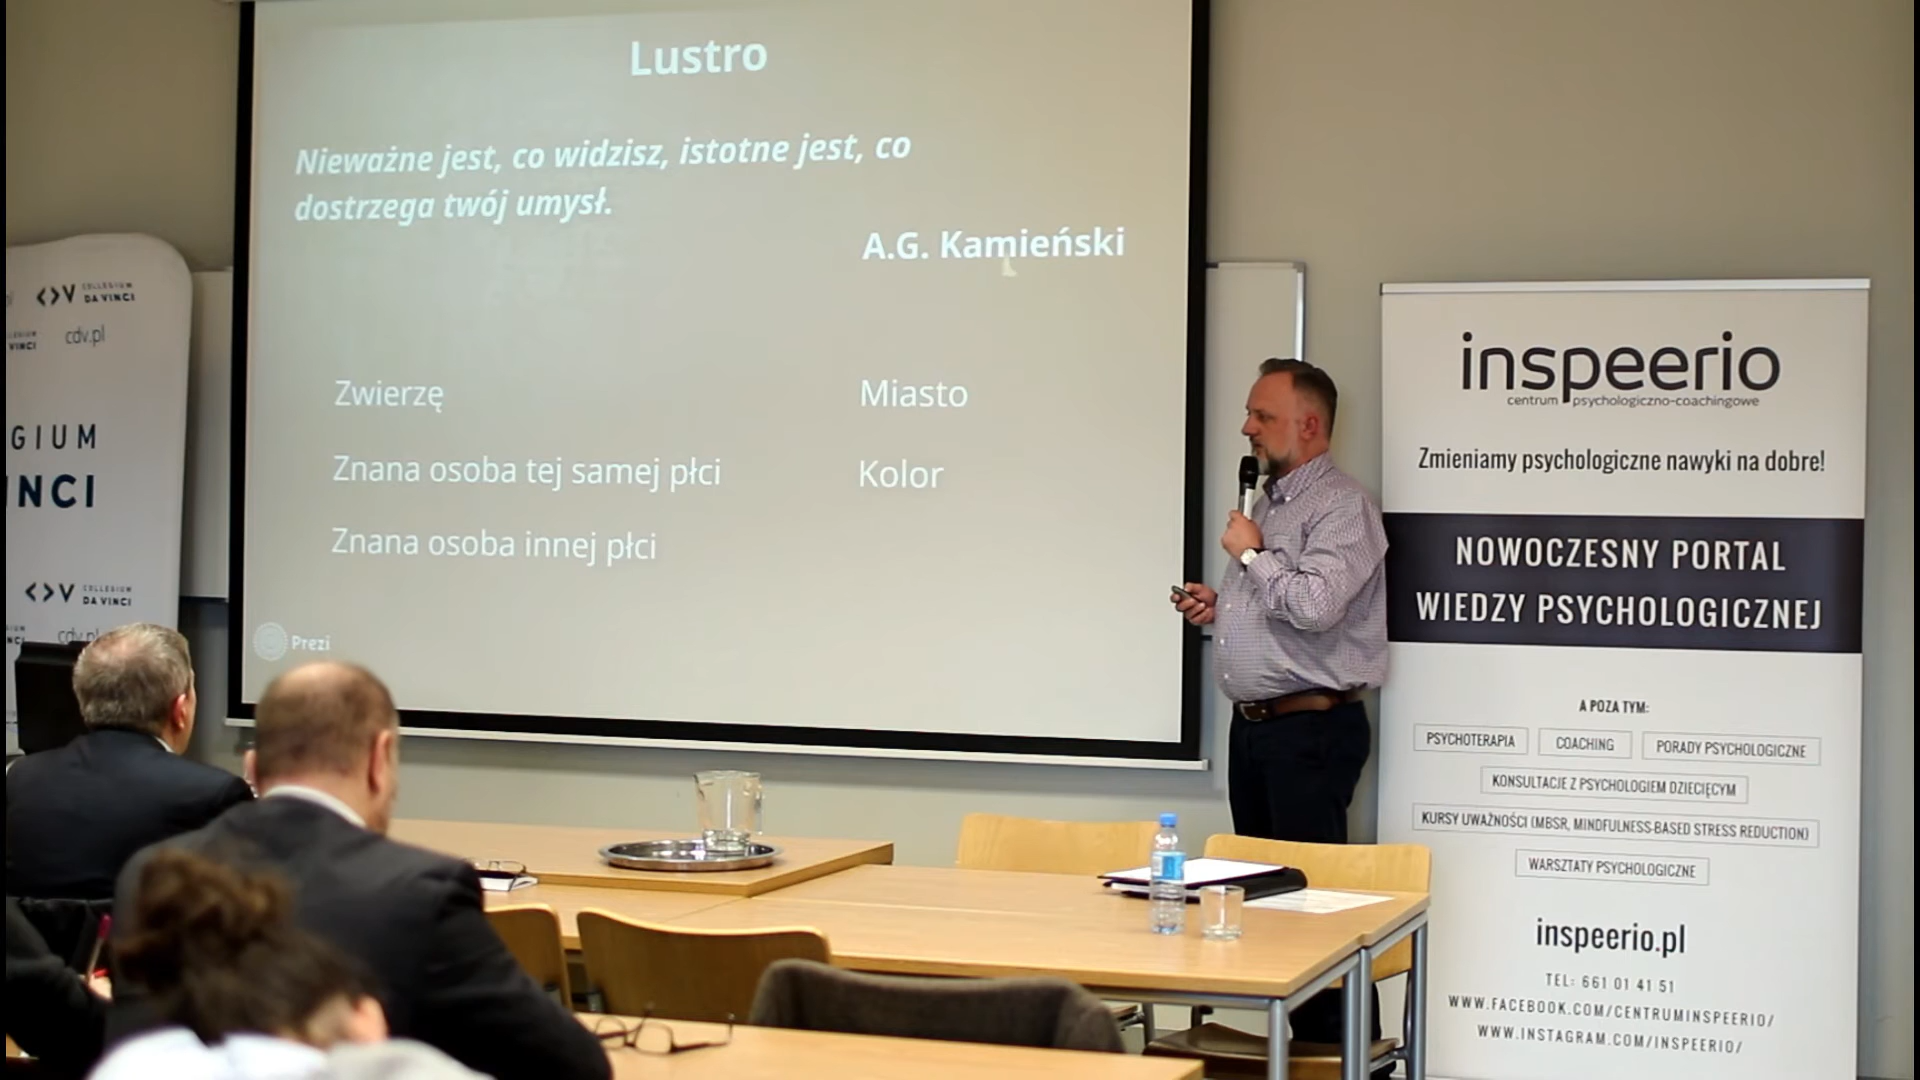 Lustro
Nieważne jest, co widzisz, istotne jest, co
dostrzega twój umysł.
A.G. Kamieński
Zwierzę
Znana osoba tej samej płci
Znana osoba innej płci
Miasto
Kolor
Prezi
COLLEGIUM
DA VINCI
cdv.pl
VINCI
GIUM
INCI
COLLEGIUM
DA VINCI
cdv.pl
inspeerio
centrum psychologiczno-coachingowe
Zmieniamy psychologiczne nawyki na dobre!
NOWOCZESNY PORTAL
WIEDZY PSYCHOLOGICZNEJ
A POZA TYM:
PSYCHOTERAPIA COACHING PORADY PSYCHOLOGICZNE
KONSULTACJE Z PSYCHOLOGIEM DZIECIĘCYM
KURSY UWAŻNOŚCI (MBSR, MINDFULNESS-BASED STRESS REDUCTION)
WARSZTATY PSYCHOLOGICZNE
inspeerio.pl
TEL: 661 01 41 51
WWW.FACEBOOK.COM/CENTRUMINSPEERIO/
WWW.INSTAGRAM.COM/INSPEERIO/